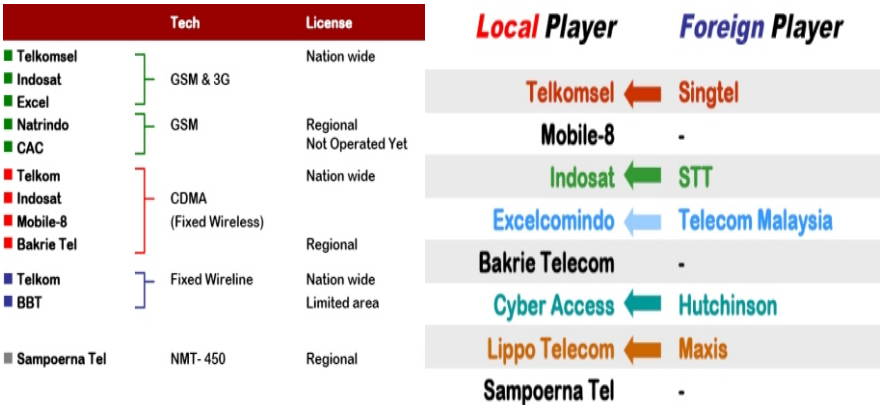 Tech License
Telkomsel Nation wide
Indosat GSM & 3G
Excel
Natrindo GSM Regional
CAC Not Operated Yet
Telkom Nation wide
Indosat CDMA
Mobile-8 (Fixed Wireless)
Bakrie Tel Regional
Telkom Fixed Wireline Nation wide
BBT Limited area
Sampoerna Tel NMT- 450 Regional
Local Player Foreign Player
Telkomsel Singtel
Mobile-8 -
Indosat STT
Excelcomindo Telecom Malaysia
Bakrie Telecom -
Cyber Access Hutchinson
Lippo Telecom Maxis
Sampoerna Tel -